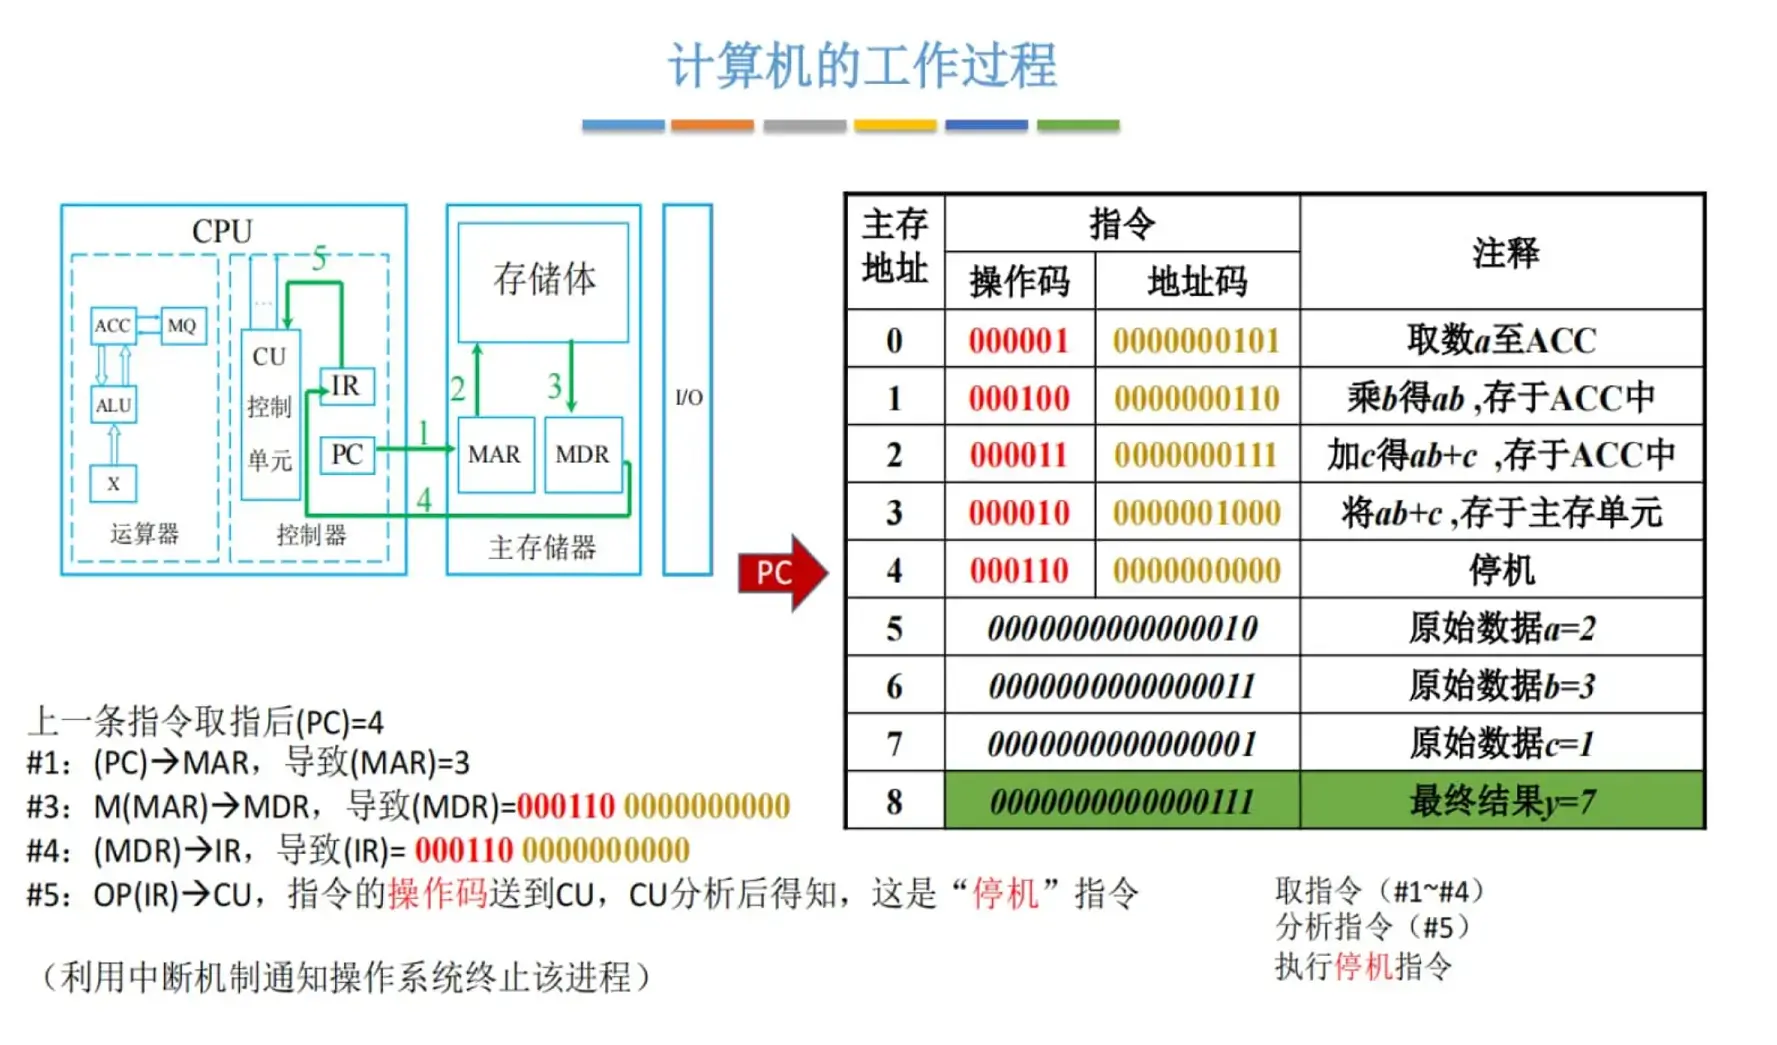 计算机的工作过程
CPU
5
...
ACC
MQ
ALU
X
运算器
CU
控制
单元
IR
PC
控制器
1
4
存储体
2
3
MAR
MDR
主存储器
I/O
PC
主存地址 指令 注释
操作码 地址码
0 000001 0000000101 取数a至ACC
1 000100 0000000110 乘b得ab ,存于ACC中
2 000011 0000000111 加c得ab+c ,存于ACC中
3 000010 0000001000 将ab+c ,存于主存单元
4 000110 0000000000 停机
5 0000000000000010 原始数据a=2
6 0000000000000011 原始数据b=3
7 0000000000000001 原始数据c=1
8 0000000000000111 最终结果y=7
上一条指令取指后(PC)=4
#1：(PC)→MAR，导致(MAR)=3
#3：M(MAR)→MDR，导致(MDR)=000110 0000000000
#4：(MDR)→IR，导致(IR)= 000110 0000000000
#5：OP(IR)→CU，指令的操作码送到CU，CU分析后得知，这是“停机”指令
（利用中断机制通知操作系统终止该进程）
取指令（#1~#4）
分析指令（#5）
执行停机指令